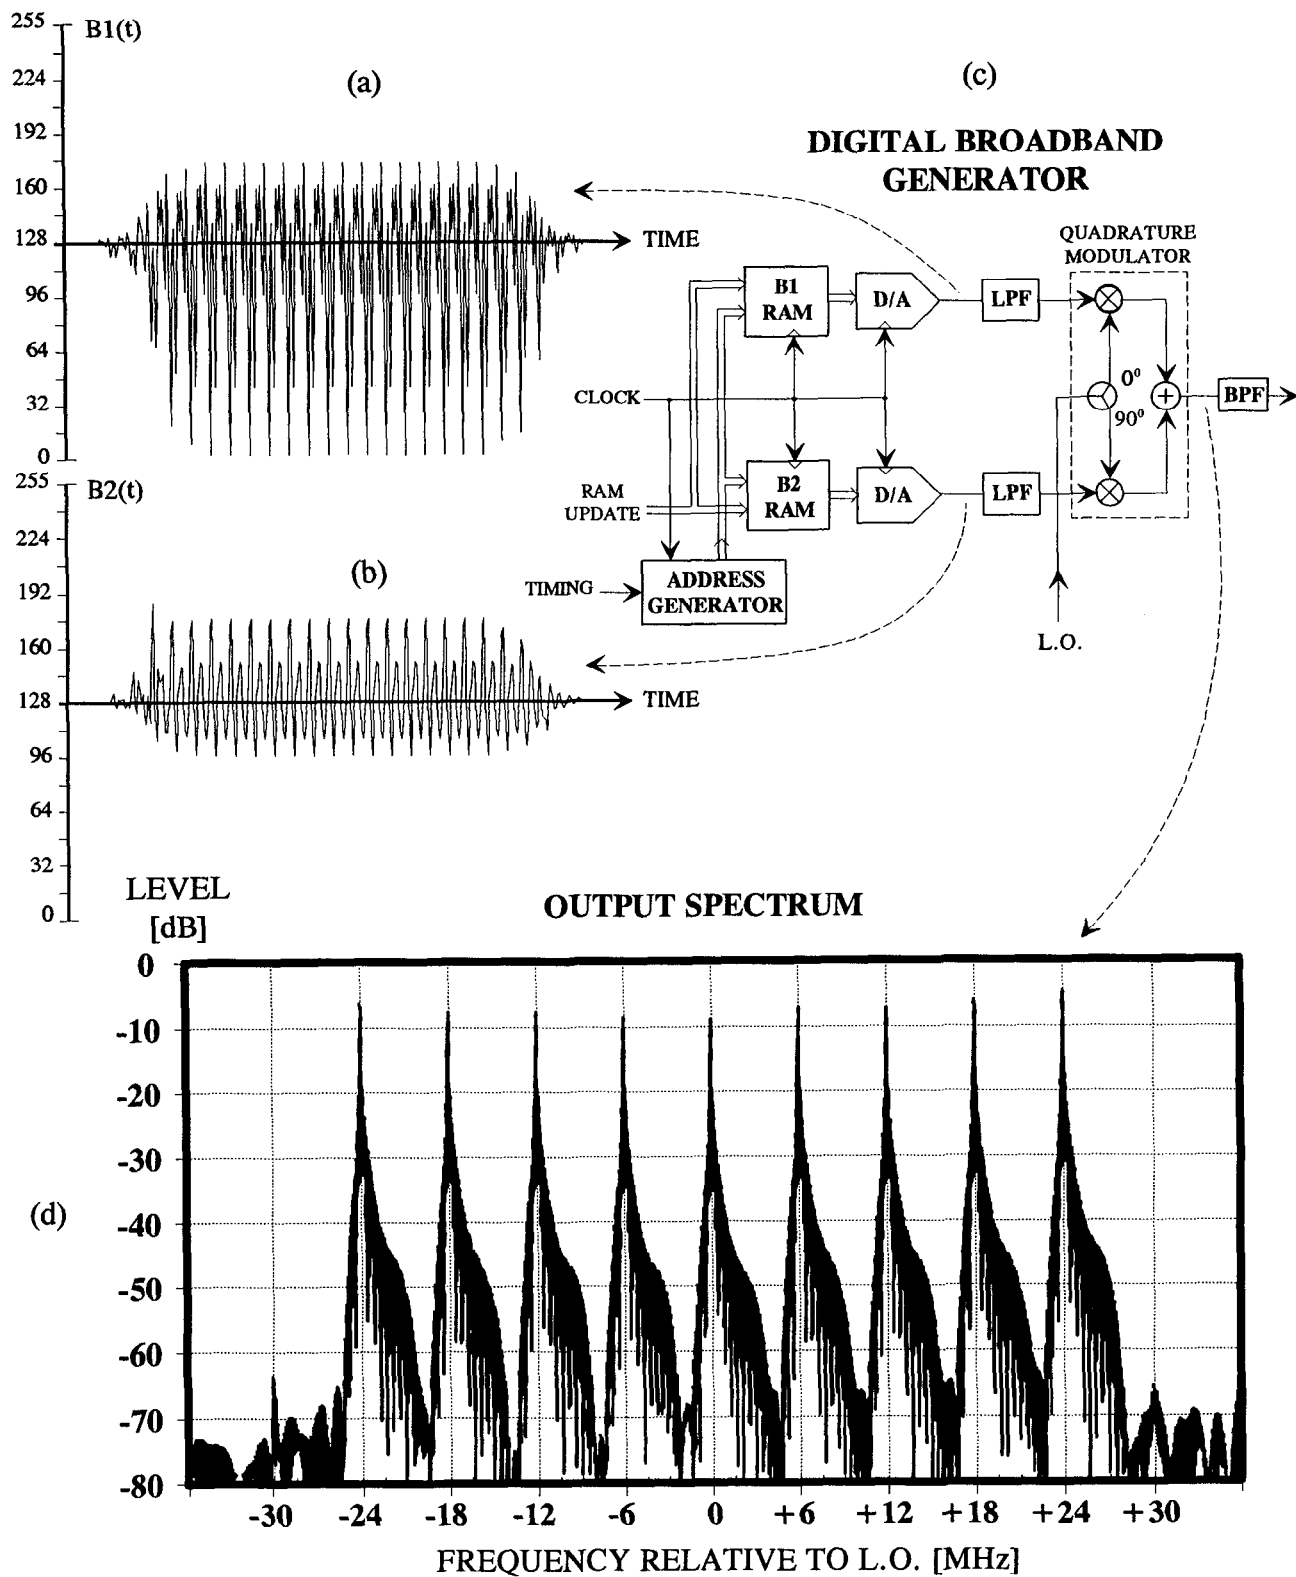 255
B1(t)
224
192
160
128
96
64
32
0
(a)
TIME
255
B2(t)
224
192
160
128
96
64
32
0
(b)
TIME
(c)
DIGITAL BROADBAND
GENERATOR
QUADRATURE
MODULATOR
B1
RAM
D/A
LPF
CLOCK
0⁰
90⁰
BPF
RAM
UPDATE
B2
RAM
D/A
LPF
TIMING
ADDRESS
GENERATOR
L.O.
LEVEL
[dB]
OUTPUT SPECTRUM
0
-10
-20
-30
-40
-50
-60
-70
-80
(d)
-30 -24 -18 -12 -6 0 +6 +12 +18 +24 +30
FREQUENCY RELATIVE TO L.O. [MHz]